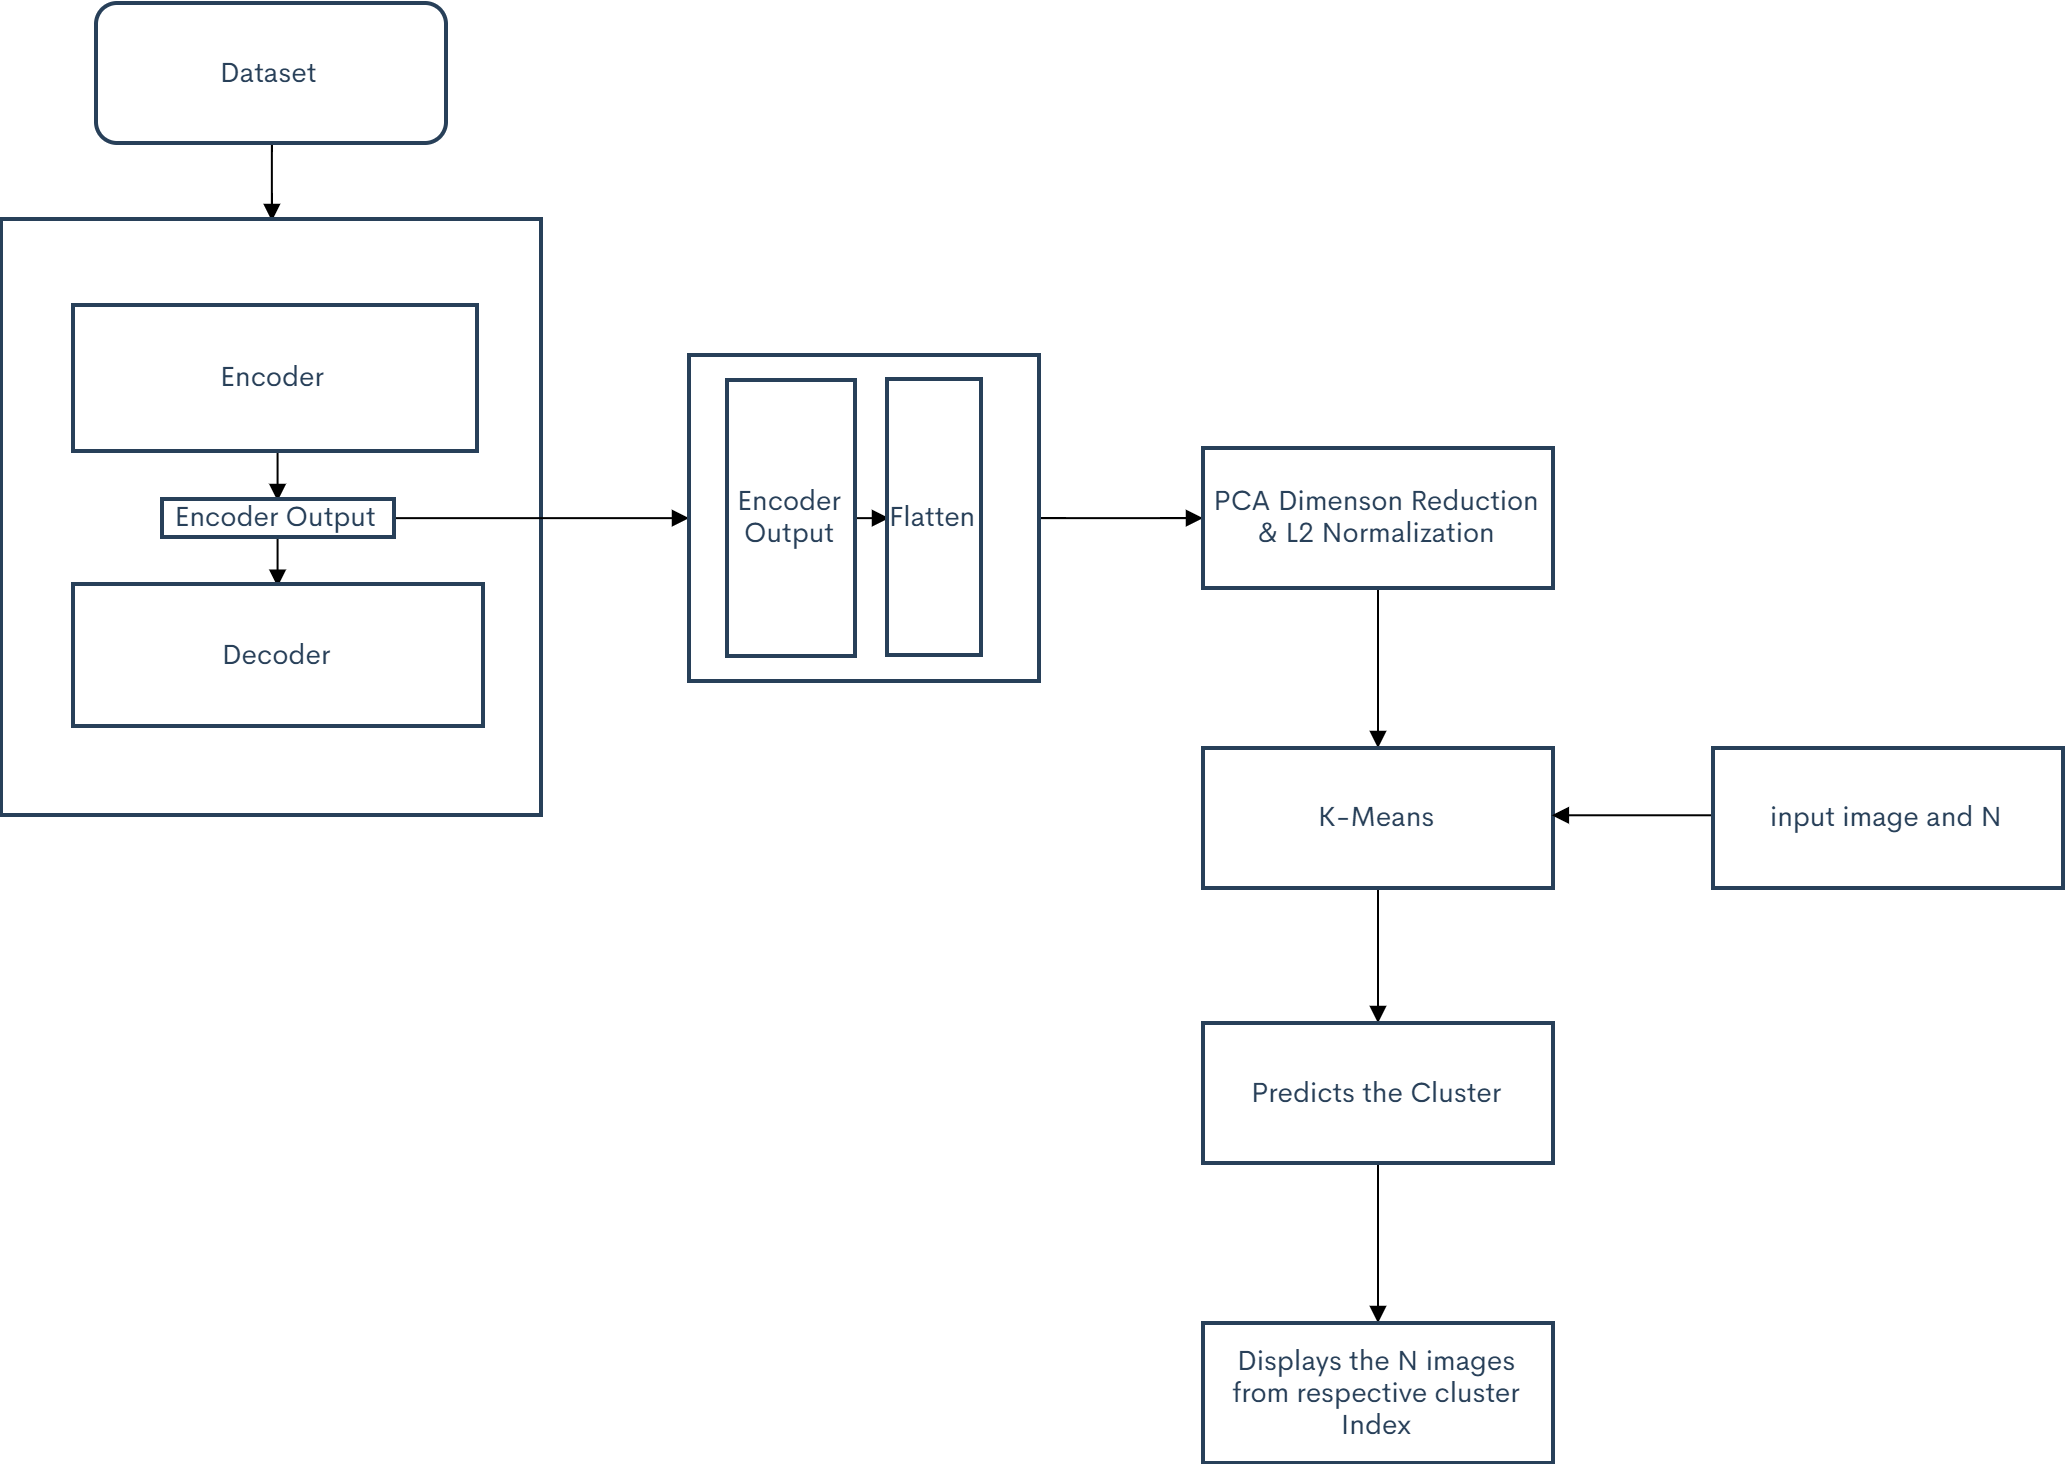 Dataset
Encoder
Encoder Output
Decoder
Encoder
Output
Flatten
PCA Dimenson Reduction
& L2 Normalization
K-Means
input image and N
Predicts the Cluster
Displays the N images
from respective cluster
Index